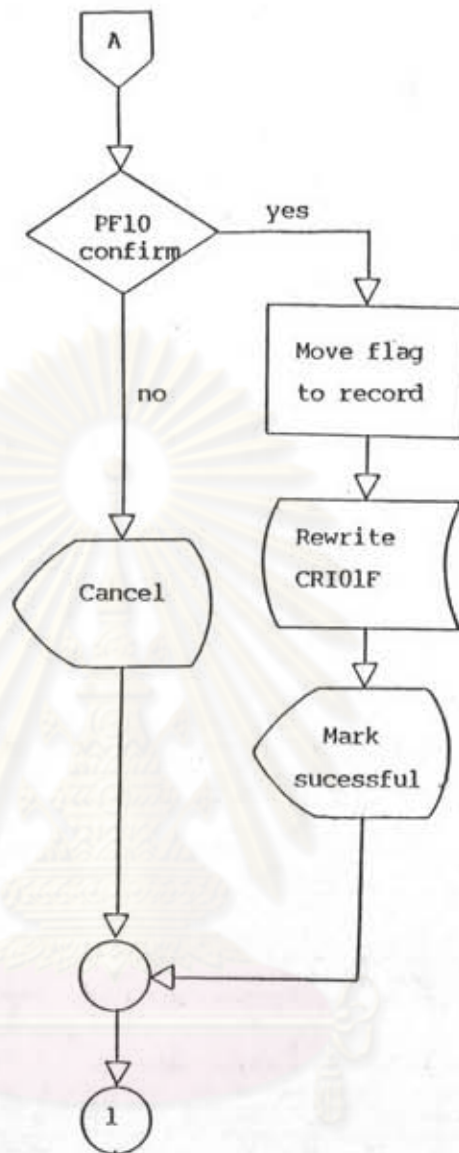 A
PF10
confirm
yes
no
Move flag
to record
Rewrite
CRI01F
Cancel
Mark
sucessful
1